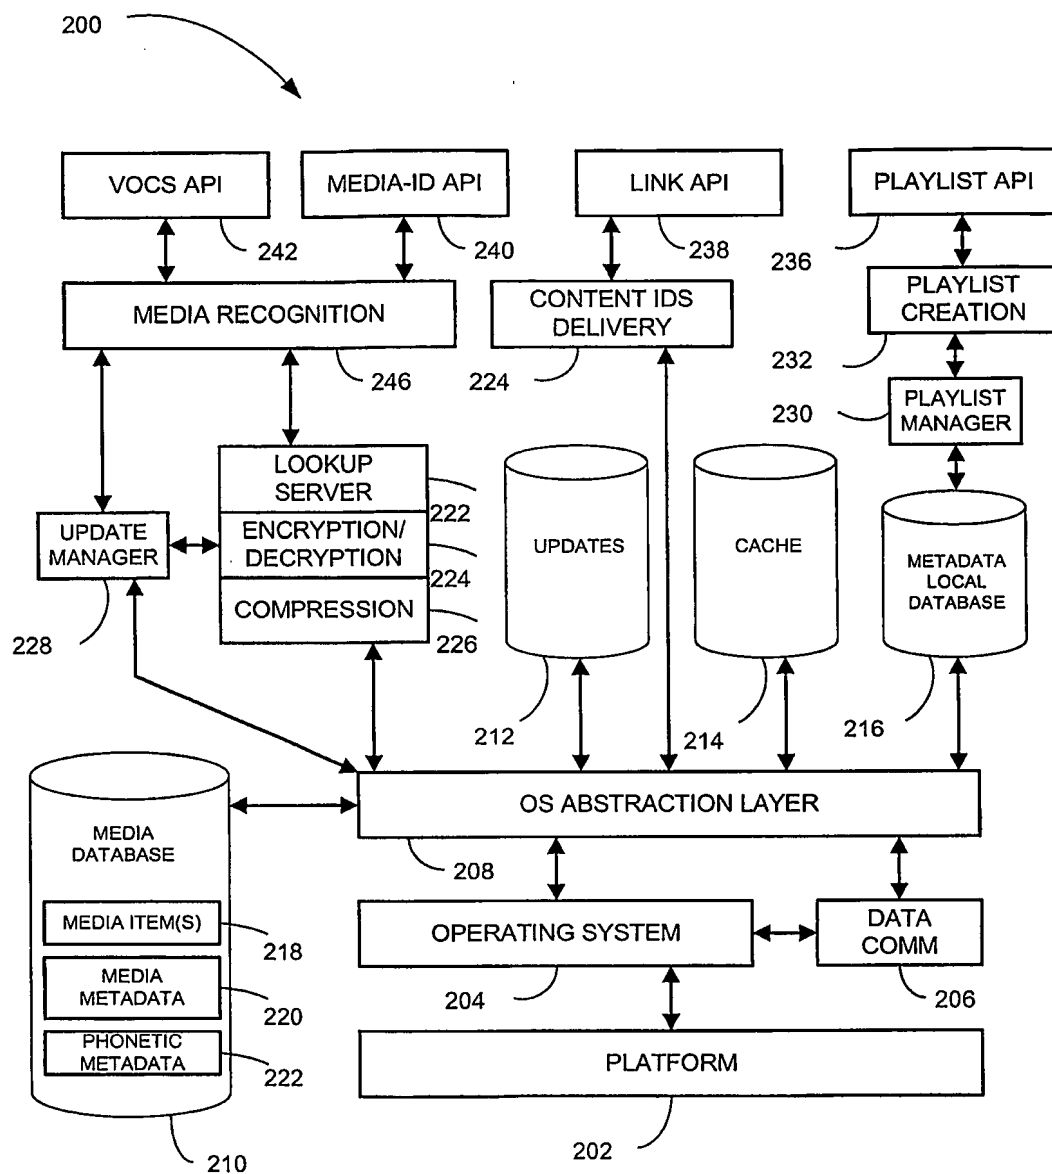 200
VOCS API
MEDIA-ID API
LINK API
PLAYLIST API
242
240
238
236
MEDIA RECOGNITION
CONTENT IDS
DELIVERY
PLAYLIST
CREATION
246
224
232
PLAYLIST
MANAGER
230
LOOKUP
SERVER
222
ENCRYPTION/
DECRYPTION
224
COMPRESSION
226
UPDATE
MANAGER
228
UPDATES
CACHE
METADATA
LOCAL
DATABASE
212
214
216
OS ABSTRACTION LAYER
208
MEDIA
DATABASE
MEDIA ITEM(S)
218
MEDIA
METADATA
220
PHONETIC
METADATA
222
210
OPERATING SYSTEM
204
DATA
COMM
206
PLATFORM
202